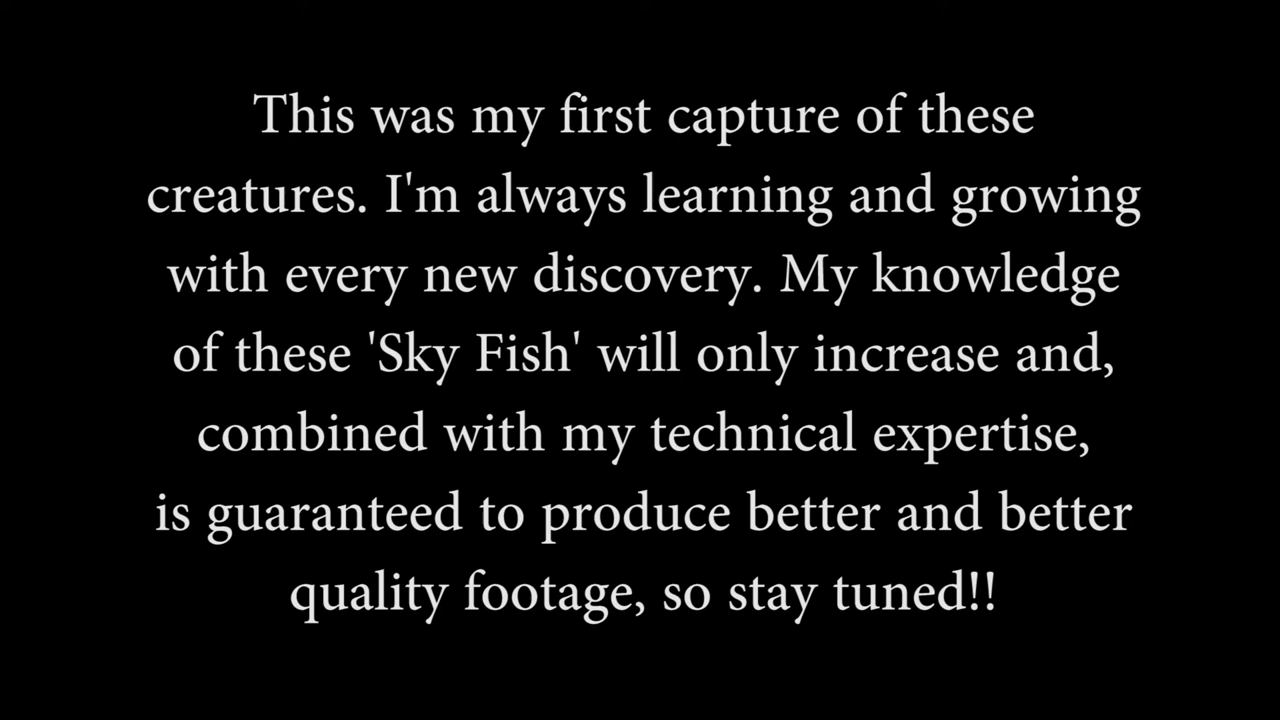 This was my first capture of these
creatures. I'm always learning and growing
with every new discovery. My knowledge
of these 'Sky Fish' will only increase and,
combined with my technical expertise,
is guaranteed to produce better and better
quality footage, so stay tuned!!